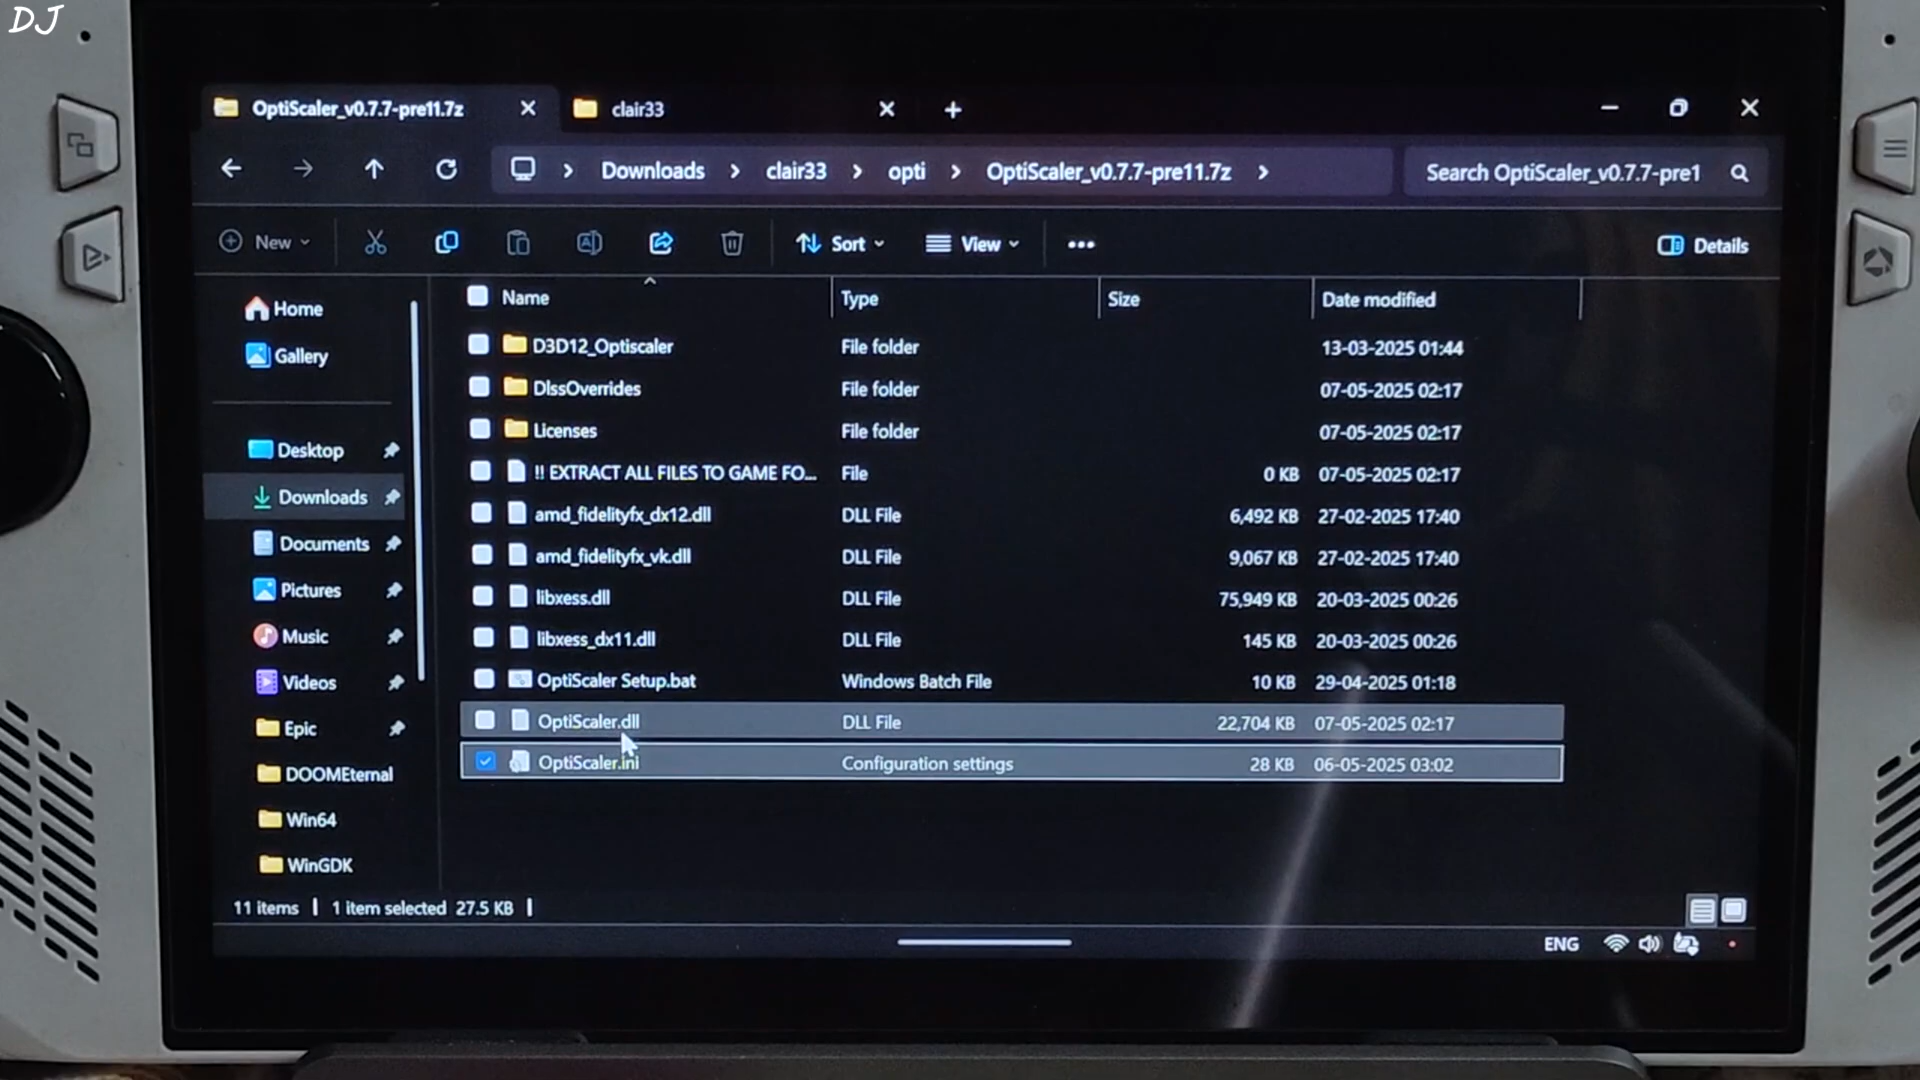 DJ
OptiScaler_v0.7.7-pre11.7z
clair33
Downloads > clair33 > opti > OptiScaler_v0.7.7-pre11.7z >
Search OptiScaler_v0.7.7-pre1
New
Sort
View
Details
Name Type Size Date modified
Home
Gallery
Desktop
Downloads
Documents
Pictures
Music
Videos
Epic
DOOMEternal
Win64
WinGDK
D3D12_Optiscaler File folder 13-03-2025 01:44
DlssOverrides File folder 07-05-2025 02:17
Licenses File folder 07-05-2025 02:17
!! EXTRACT ALL FILES TO GAME FO... File 0 KB 07-05-2025 02:17
amd_fidelityfx_dx12.dll DLL File 6,492 KB 27-02-2025 17:40
amd_fidelityfx_vk.dll DLL File 9,067 KB 27-02-2025 17:40
libxess.dll DLL File 75,949 KB 20-03-2025 00:26
libxess_dx11.dll DLL File 145 KB 20-03-2025 00:26
OptiScaler Setup.bat Windows Batch File 10 KB 29-04-2025 01:18
OptiScaler.dll DLL File 22,704 KB 07-05-2025 02:17
OptiScaler.ini Configuration settings 28 KB 06-05-2025 03:02
11 items | 1 item selected 27.5 KB |
ENG